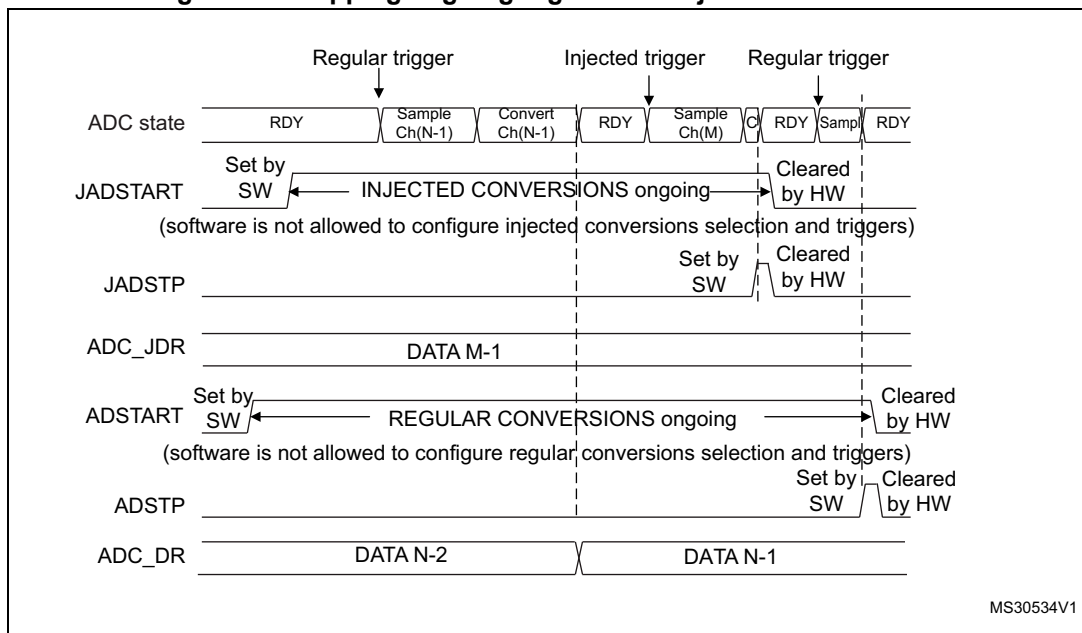 Regular trigger Injected trigger Regular trigger
ADC state RDY Sample Ch(N-1) Convert Ch(N-1) RDY Sample Ch(M) C RDY Sampl RDY
JADSTART Set by SW INJECTED CONVERSIONS ongoing Cleared by HW
(software is not allowed to configure injected conversions selection and triggers)
JADSTP Set by SW Cleared by HW
ADC_JDR DATA M-1
ADSTART Set by SW REGULAR CONVERSIONS ongoing Cleared by HW
(software is not allowed to configure regular conversions selection and triggers)
ADSTP Set by SW Cleared by HW
ADC_DR DATA N-2 DATA N-1
MS30534V1